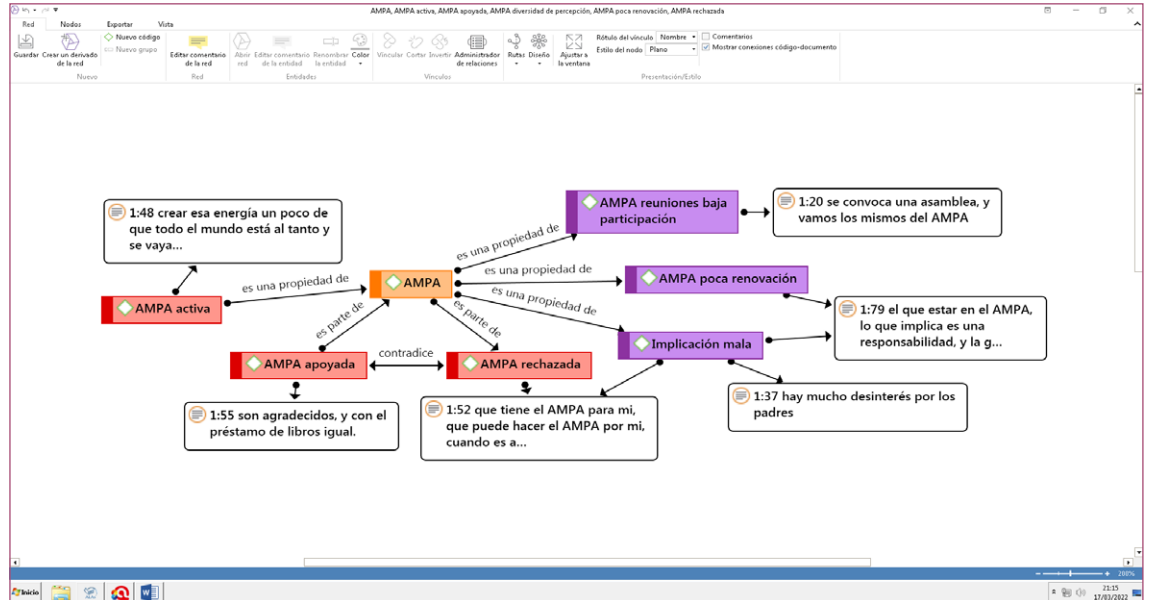 AMPA, AMPA activa, AMPA apoyada, AMPA diversidad de percepción, AMPA poca renovación, AMPA rechazada
Red Nodos Exportar Vista
Guardar
Crear un derivado
de la red
Nuevo código
Nuevo grupo
Nuevo
Editar comentario
de la red
Red
Abrir
red
Editar comentario
de la entidad
Renombrar
la entidad
Color
Entidades
Vincular Cortar Invertir
Administrador
de relaciones
Vínculos
Rutas Diseño
Ajustar a
la ventana
Rótulo del vínculo Nombre
Estilo del nodo Plano
Comentarios
Mostrar conexiones código-documento
Presentación/Estilo
1:48 crear esa energía un poco de
que todo el mundo está al tanto y
se vaya...
AMPA reuniones baja
participación
1:20 se convoca una asamblea, y
vamos los mismos del AMPA
es una propiedad de
es una propiedad de
AMPA
es una propiedad de
AMPA poca renovación
es una propiedad de
AMPA activa
1:79 el que estar en el AMPA,
lo que implica es una
responsabilidad, y la g...
es parte de
es parte de
Implicación mala
AMPA apoyada
contradice
AMPA rechazada
1:37 hay mucho desinterés por los
padres
1:55 son agradecidos, y con el
préstamo de libros igual.
1:52 que tiene el AMPA para mi,
que puede hacer el AMPA por mi,
cuando es a...
200%
Inicio
21:15
17/03/2022